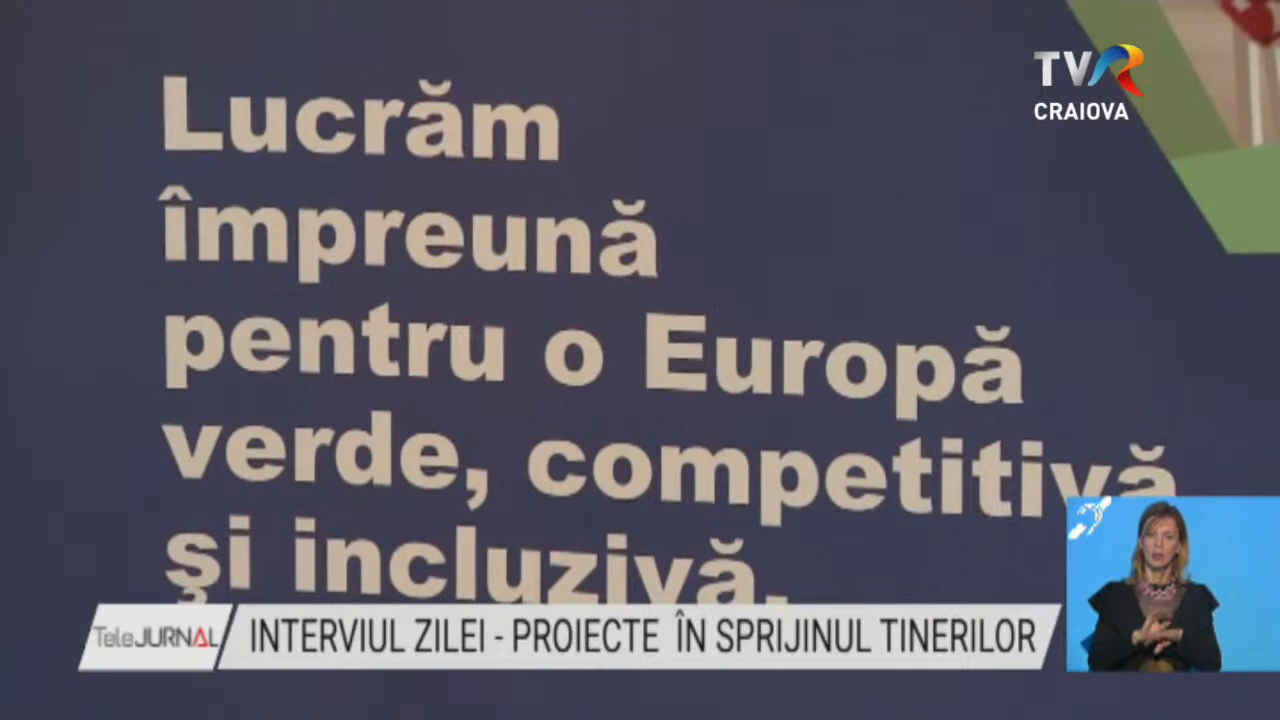 TVR
CRAIOVA
Lucrăm
împreună
pentru o Europă
verde, competitivă
şi incluzivă.
TeleJURNAL
INTERVIUL ZILEI - PROIECTE ÎN SPRIJINUL TINERILOR